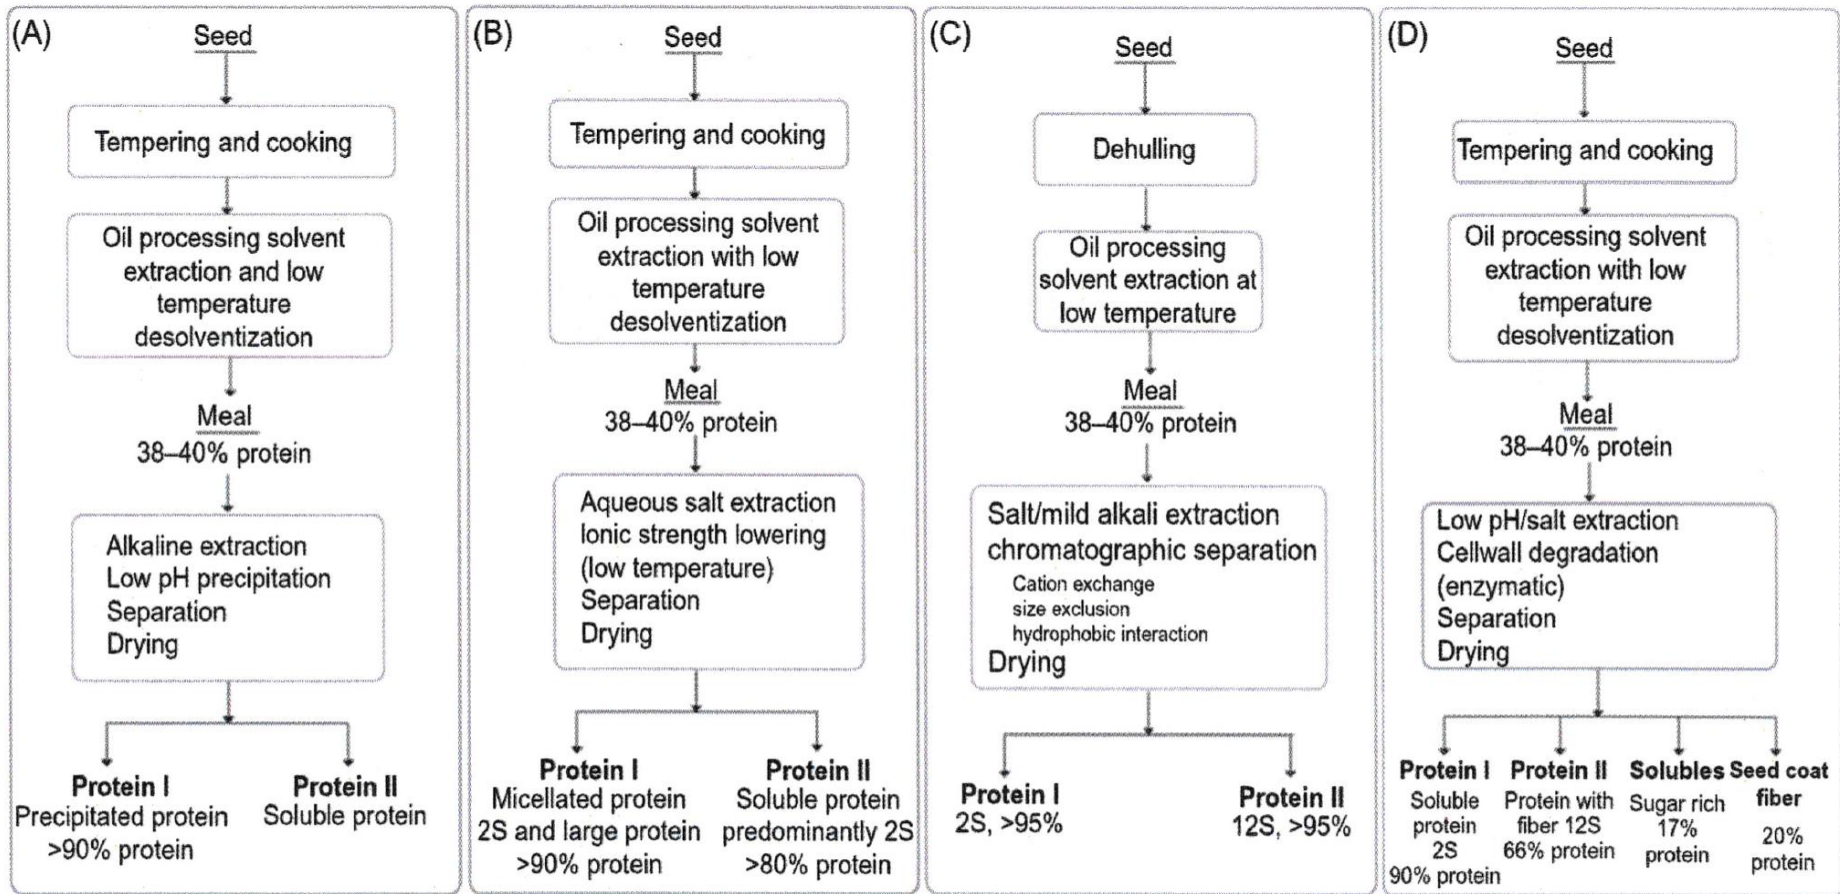 (A)
Seed
Tempering and cooking
Oil processing solvent
extraction and low
temperature
desolventization
Meal
38–40% protein
Alkaline extraction
Low pH precipitation
Separation
Drying
Protein I
Precipitated protein
>90% protein
Protein II
Soluble protein
(B)
Seed
Tempering and cooking
Oil processing solvent
extraction with low
temperature
desolventization
Meal
38–40% protein
Aqueous salt extraction
Ionic strength lowering
(low temperature)
Separation
Drying
Protein I
Micellated protein
2S and large protein
>90% protein
Protein II
Soluble protein
predominantly 2S
>80% protein
(C)
Seed
Dehulling
Oil processing
solvent extraction at
low temperature
Meal
38–40% protein
Salt/mild alkali extraction
chromatographic separation
Cation exchange
size exclusion
hydrophobic interaction
Drying
Protein I
2S, >95%
Protein II
12S, >95%
(D)
Seed
Tempering and cooking
Oil processing solvent
extraction with low
temperature
desolventization
Meal
38–40% protein
Low pH/salt extraction
Cellwall degradation
(enzymatic)
Separation
Drying
Protein I
Soluble
protein
2S
90% protein
Protein II
Protein with
fiber 12S
66% protein
Solubles
Sugar rich
17%
protein
Seed coat
fiber
20%
protein